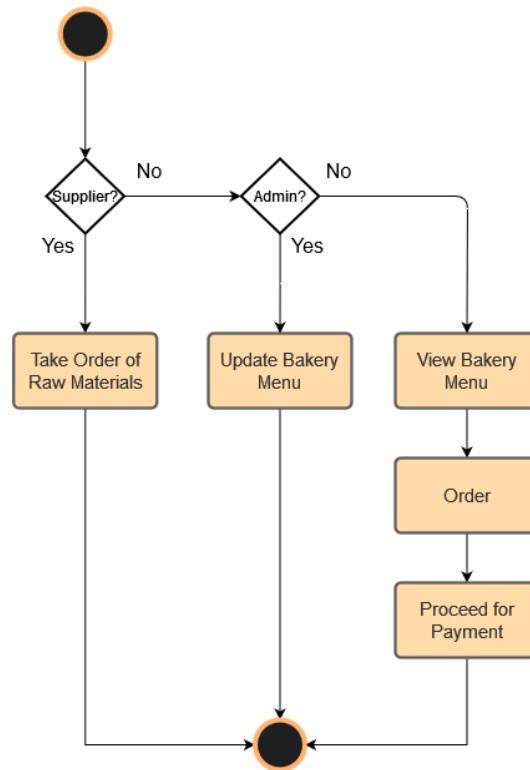 Supplier?
No
Admin?
No
Yes
Yes
Take Order of
Raw Materials
Update Bakery
Menu
View Bakery
Menu
Order
Proceed for
Payment